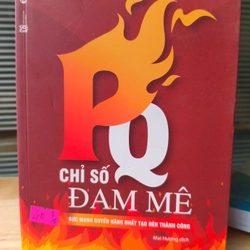 PQ
CHỈ SỐ
ĐAM MÊ
SỨC MẠNH QUYỀN NĂNG NHẤT TẠO NÊN THÀNH CÔNG
Mai Hương dịch